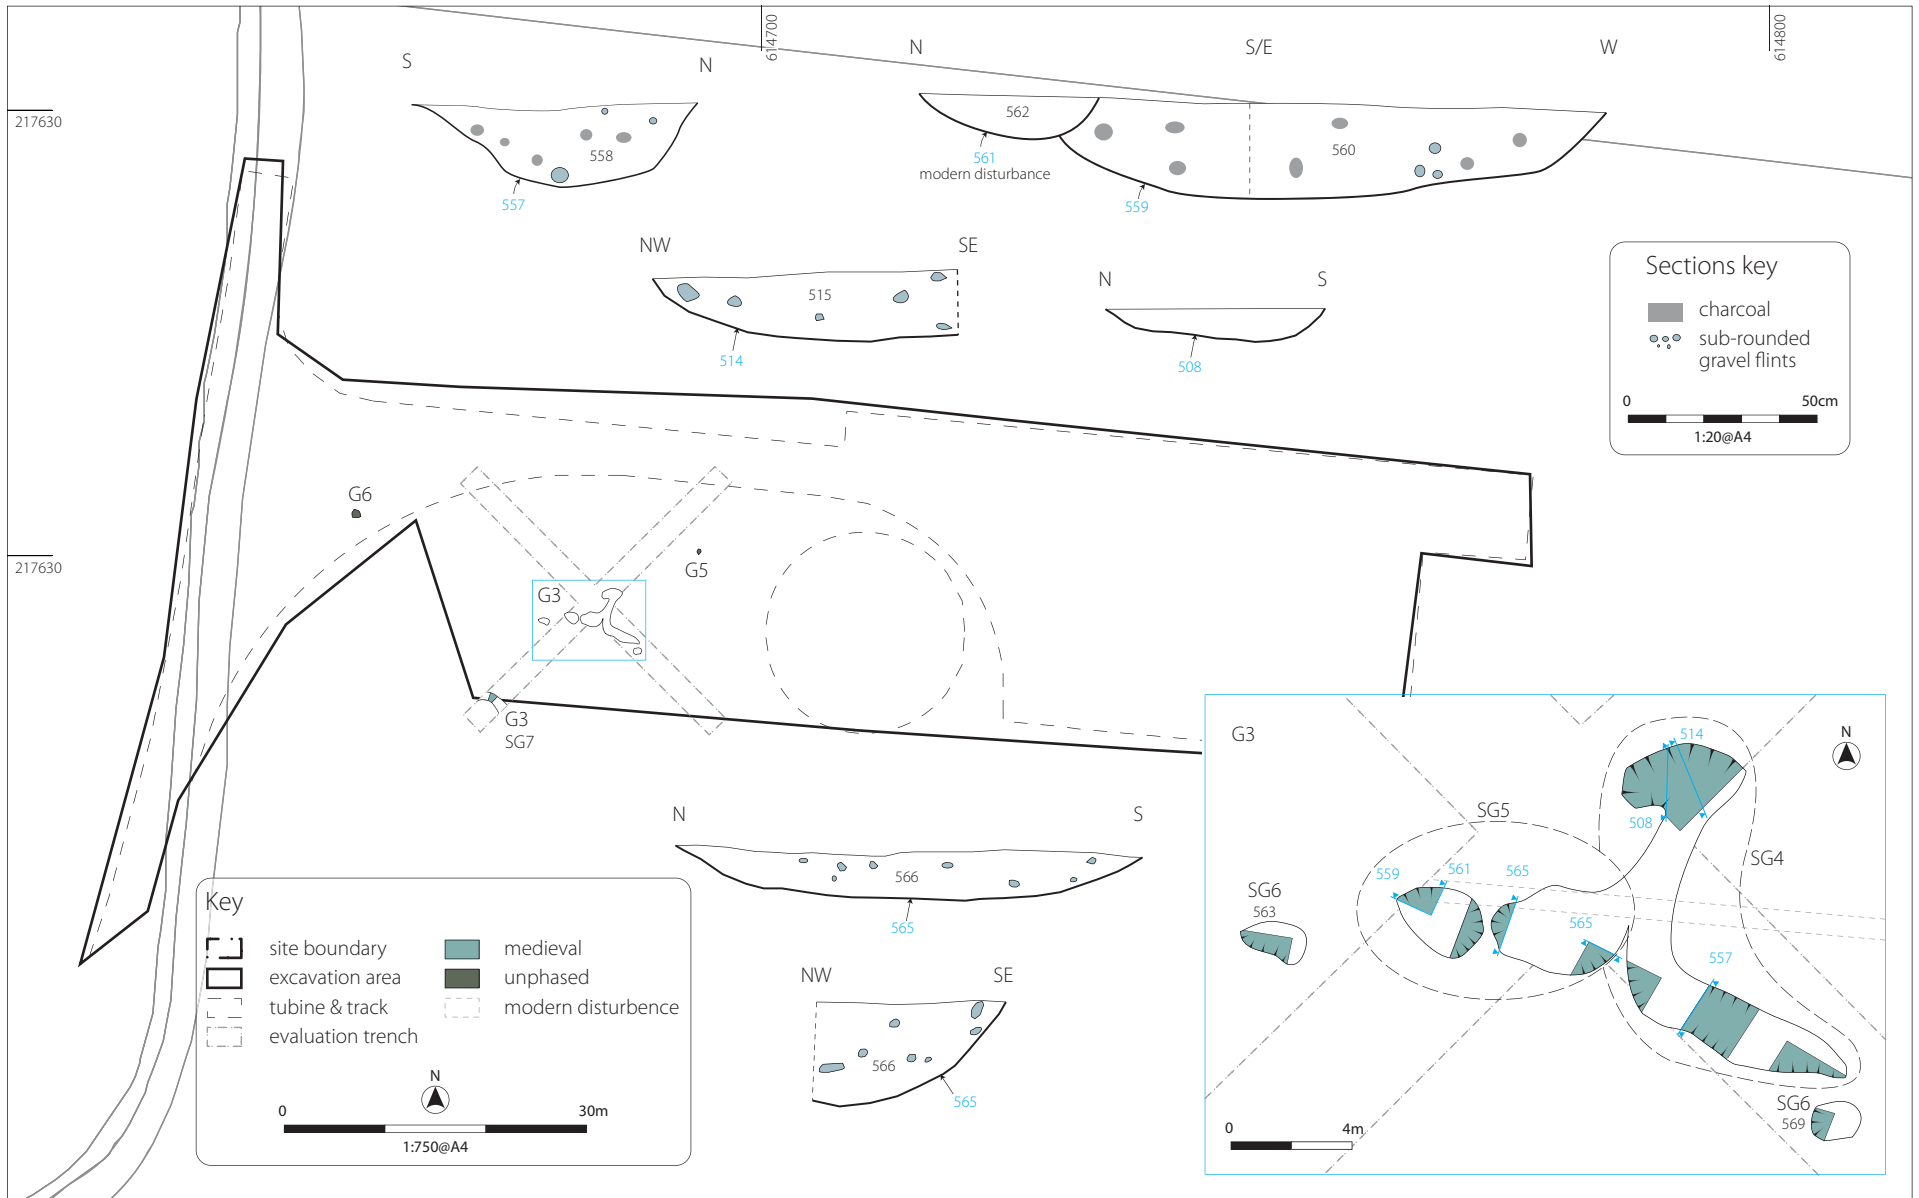 614700
614800
217630
217630
S
N
558
557
N
S/E
W
562
560
561
modern disturbance
559
NW
SE
515
514
N
S
508
Sections key
charcoal
sub-rounded
gravel flints
0 50cm
1:20@A4
G6
G5
G3
G3
SG7
N
S
566
565
NW
SE
566
565
Key
site boundary
excavation area
tubine & track
evaluation trench
medieval
unphased
modern disturbence
N
0 30m
1:750@A4
G3
N
514
508
SG5
SG4
559
561
565
565
SG6
563
557
SG6
569
0 4m